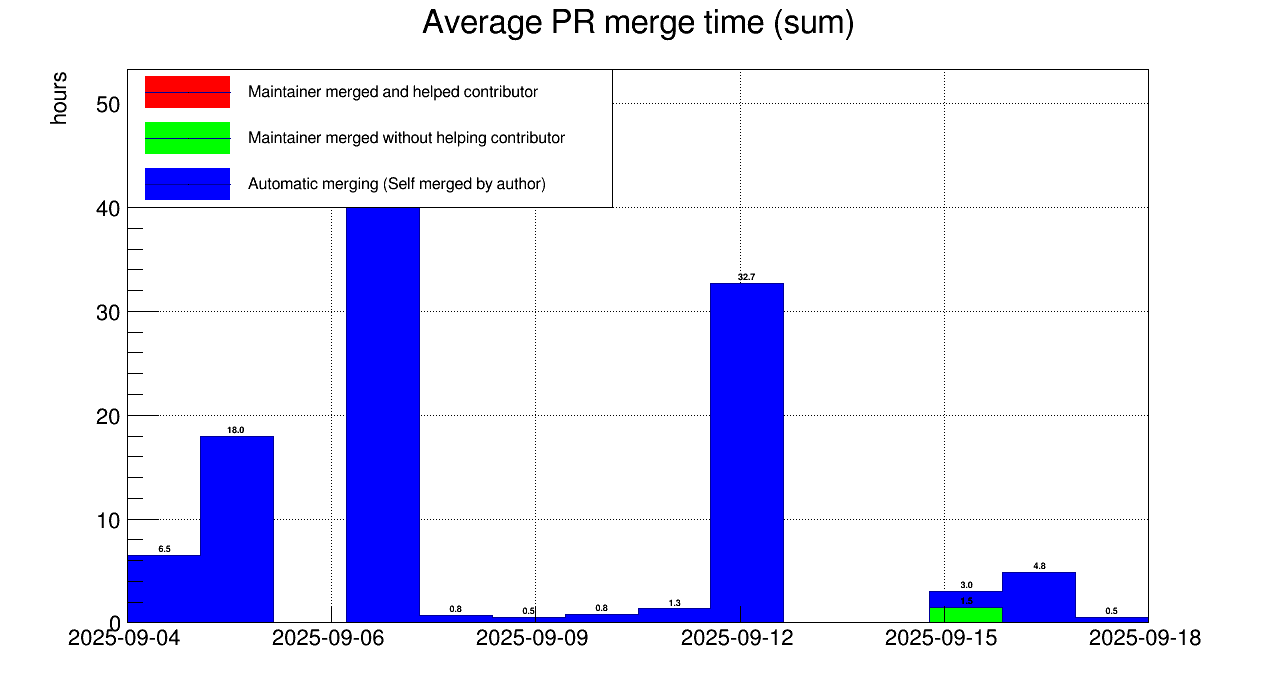 Average PR merge time (sum)
hours
Maintainer merged and helped contributor
Maintainer merged without helping contributor
Automatic merging (Self merged by author)
50
40
30
20
10
0
6.5
18.0
0.8
0.5
0.8
1.3
32.7
3.0
1.5
4.8
0.5
2025-09-04 2025-09-06 2025-09-09 2025-09-12 2025-09-15 2025-09-18